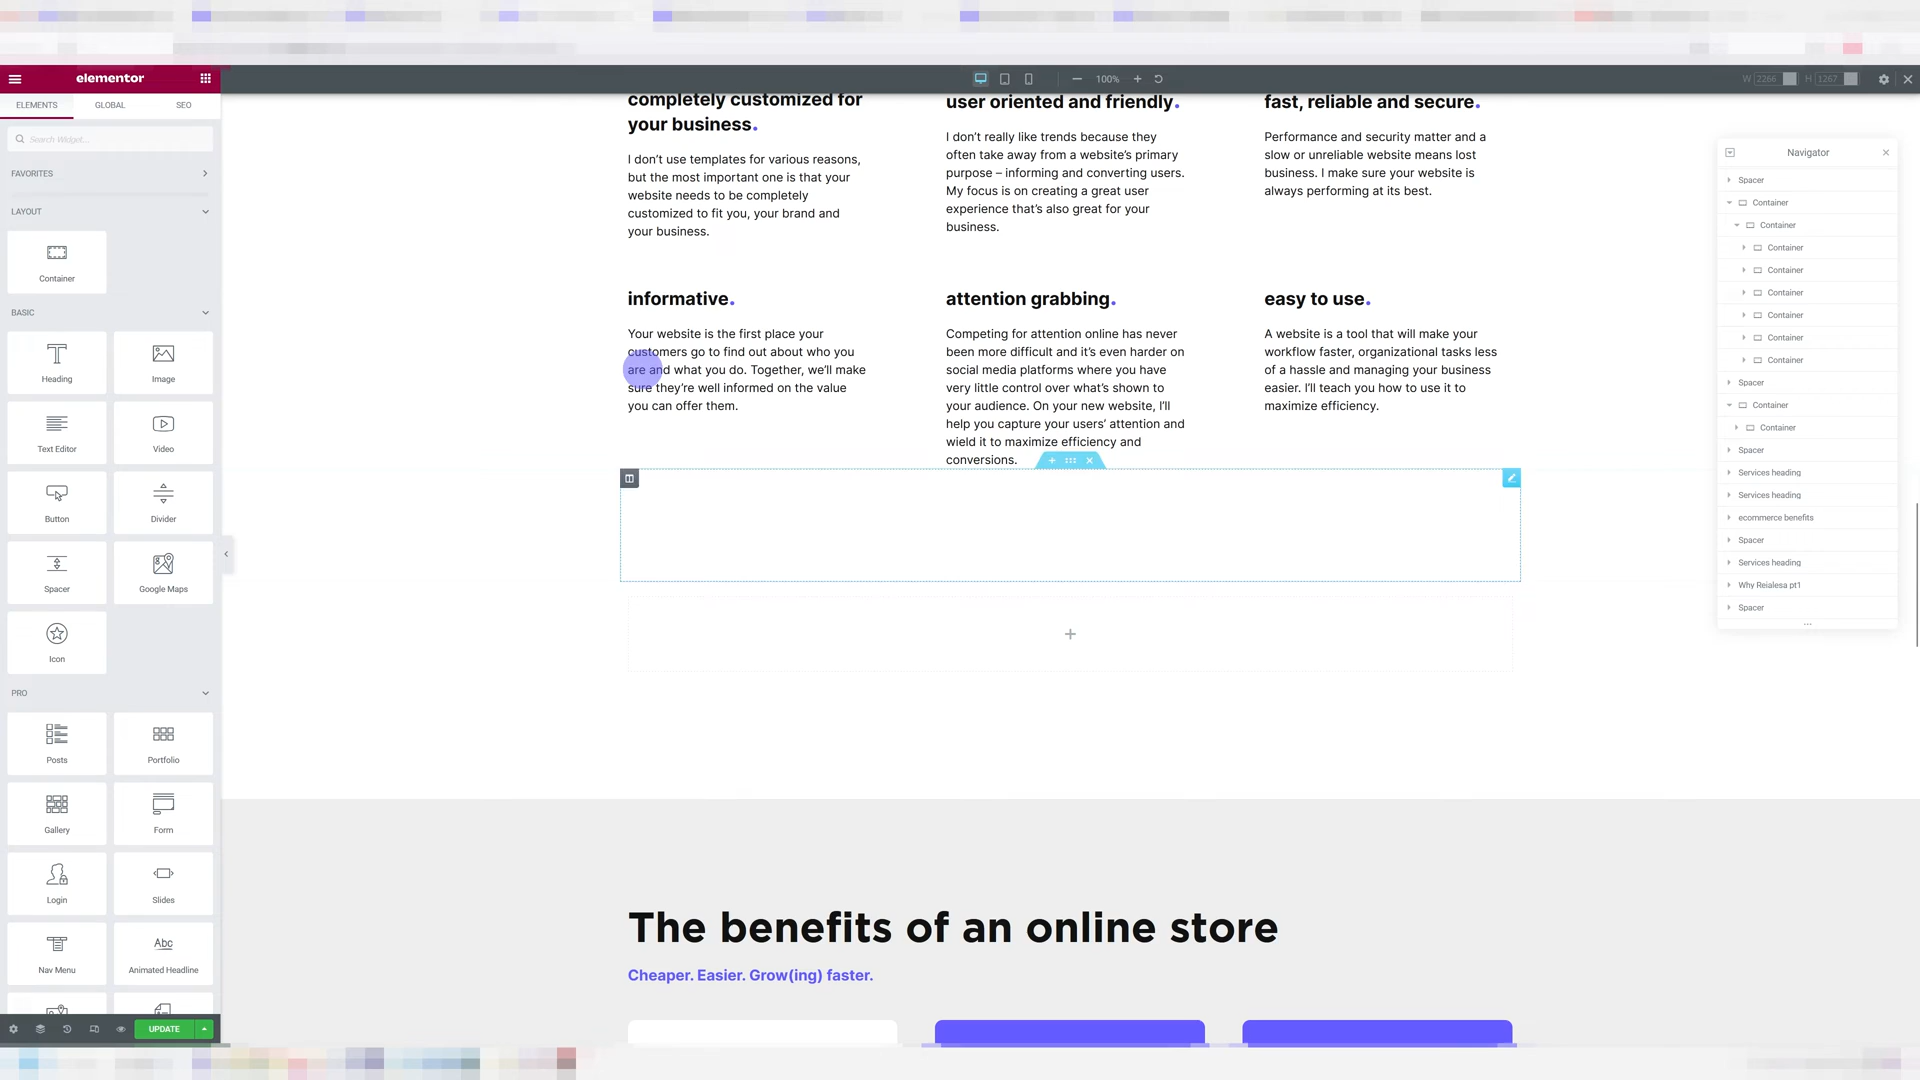 elementor
100%
W 2266
H 1267
ELEMENTS
GLOBAL
SEO
Search Widget...
FAVORITES
LAYOUT
Container
BASIC
Heading
Image
Text Editor
Video
Button
Divider
Spacer
Google Maps
Icon
PRO
Posts
Portfolio
Gallery
Form
Login
Slides
Nav Menu
Abc
Animated Headline
UPDATE
completely customized for
your business.
I don’t use templates for various reasons,
but the most important one is that your
website needs to be completely
customized to fit you, your brand and
your business.
user oriented and friendly.
I don’t really like trends because they
often take away from a website’s primary
purpose – informing and converting users.
My focus is on creating a great user
experience that’s also great for your
business.
fast, reliable and secure.
Performance and security matter and a
slow or unreliable website means lost
business. I make sure your website is
always performing at its best.
informative.
Your website is the first place your
customers go to find out about who you
are and what you do. Together, we’ll make
sure they’re well informed on the value
you can offer them.
attention grabbing.
Competing for attention online has never
been more difficult and it’s even harder on
social media platforms where you have
very little control over what’s shown to
your audience. On your new website, I’ll
help you capture your users’ attention and
wield it to maximize efficiency and
conversions.
easy to use.
A website is a tool that will make your
workflow faster, organizational tasks less
of a hassle and managing your business
easier. I’ll teach you how to use it to
maximize efficiency.
The benefits of an online store
Cheaper. Easier. Grow(ing) faster.
Navigator
Spacer
Container
Container
Container
Container
Container
Container
Container
Container
Spacer
Container
Container
Spacer
Services heading
Services heading
ecommerce benefits
Spacer
Services heading
Why Reialesa pt1
Spacer